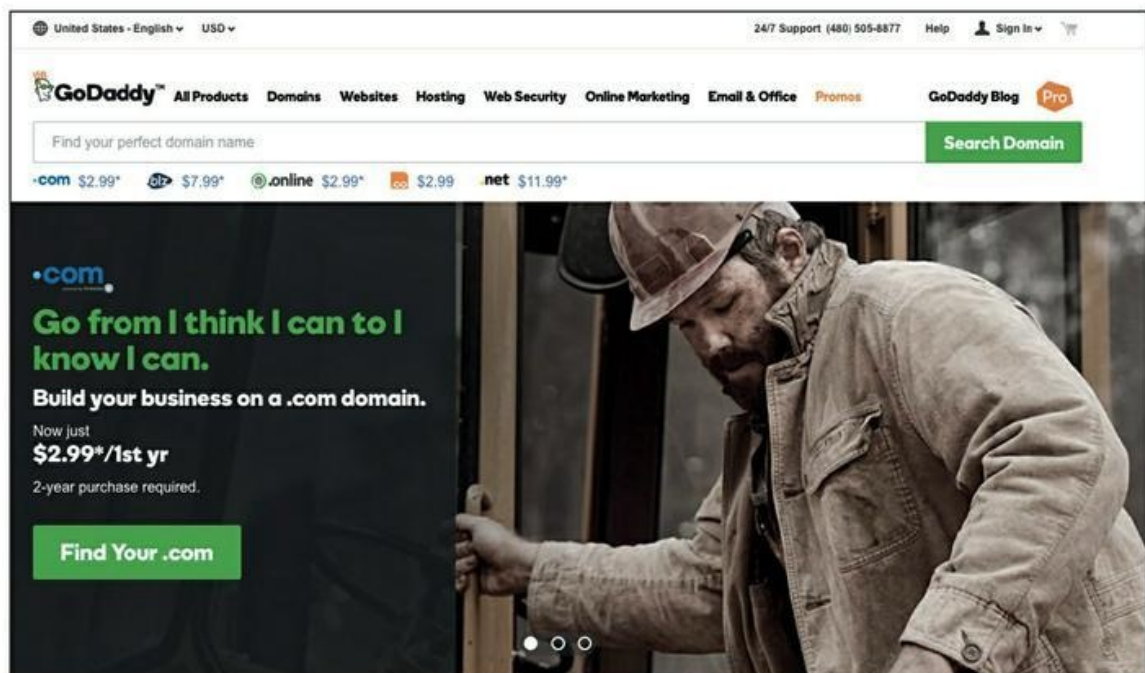 United States - English USD 24/7 Support (480) 505-8877 Help Sign In
GoDaddy™ All Products Domains Websites Hosting Web Security Online Marketing Email & Office Promos GoDaddy Blog Pro
Find your perfect domain name Search Domain
.com $2.99* .biz $7.99* .online $2.99* .co $2.99 .net $11.99*
.com
Go from I think I can to I
know I can.
Build your business on a .com domain.
Now just
$2.99*/1st yr
2-year purchase required.
Find Your .com